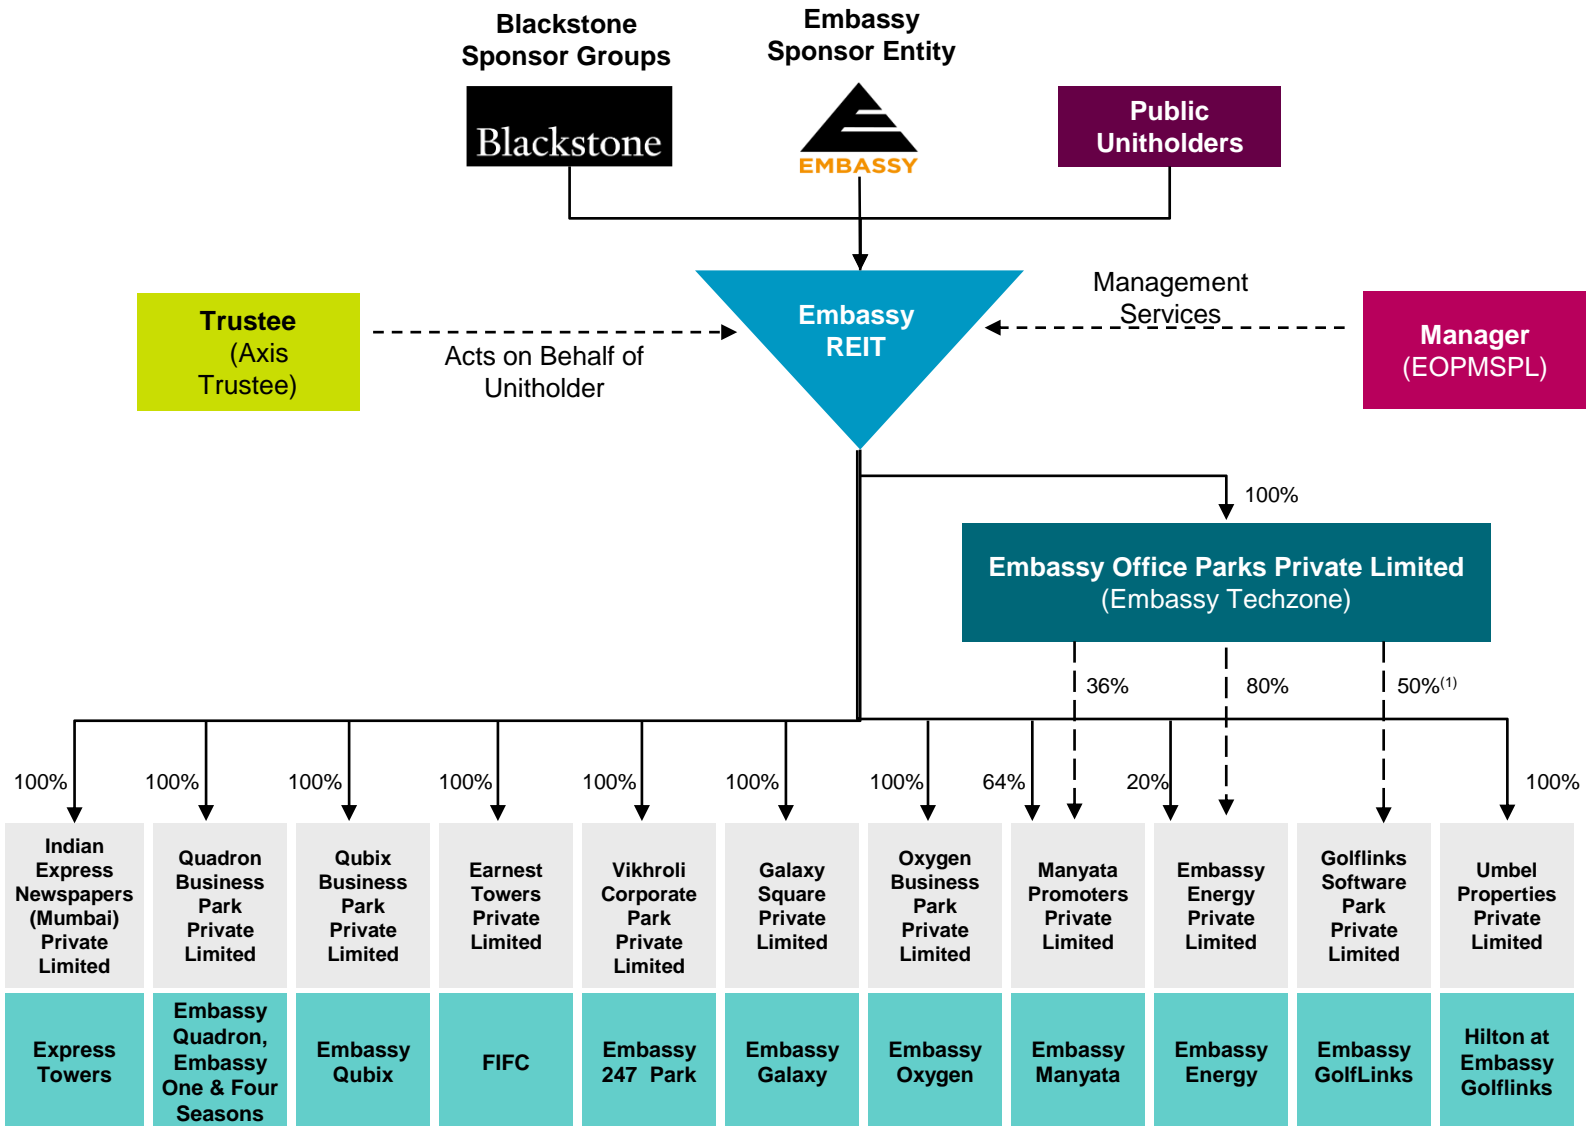 Blackstone
Sponsor Groups
Embassy
Sponsor Entity
Blackstone
EMBASSY
Public
Unitholders
Trustee
(Axis
Trustee)
Acts on Behalf of
Unitholder
Embassy
REIT
Management
Services
Manager
(EOPMSPL)
100%
Embassy Office Parks Private Limited
(Embassy Techzone)
36%
80%
50%(1)
100%
100%
100%
100%
100%
100%
100%
64%
20%
100%
Indian
Express
Newspapers
(Mumbai)
Private
Limited
Quadron
Business
Park
Private
Limited
Qubix
Business
Park
Private
Limited
Earnest
Towers
Private
Limited
Vikhroli
Corporate
Park
Private
Limited
Galaxy
Square
Private
Limited
Oxygen
Business
Park
Private
Limited
Manyata
Promoters
Private
Limited
Embassy
Energy
Private
Limited
Golflinks
Software
Park
Private
Limited
Umbel
Properties
Private
Limited
Express
Towers
Embassy
Quadron,
Embassy
One & Four
Seasons
Embassy
Qubix
FIFC
Embassy
247 Park
Embassy
Galaxy
Embassy
Oxygen
Embassy
Manyata
Embassy
Energy
Embassy
GolfLinks
Hilton at
Embassy
Golflinks